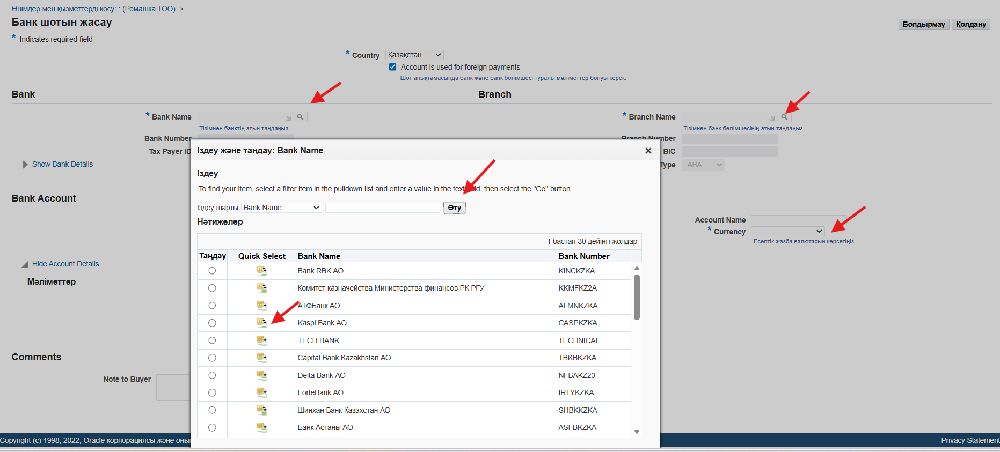 Өнімдер мен қызметтерді қосу: : (Ромашка ТОО) >
Банк шотын жасау
Болдырмау Қолдану
* Indicates required field
* Country Қазақстан
Account is used for foreign payments
Шот анықтамасында банк және банк бөлімшесі туралы мәліметтер болуы керек.
Bank
Branch
* Bank Name
Тізімнен банктің атын таңдаңыз.
* Branch Name
Тізімнен банк бөлімшесінің атын таңдаңыз.
Bank Number
Branch Number
Tax Payer ID
BIC
Show Bank Details
Type ABA
Іздеу және таңдау: Bank Name
Іздеу
To find your item, select a filter item in the pulldown list and enter a value in the text, then select the "Go" button.
Іздеу шарты Bank Name Өту
Нәтижелер
1 бастап 30 дейінгі жолдар
Таңдау Quick Select Bank Name Bank Number
Bank RBK АО KINCKZKA
Комитет казначейства Министерства финансов РК РГУ KKMFKZ2A
АТФБанк АО ALMNKZKA
Kaspi Bank АО CASPKZKA
TECH BANK TECHNICAL
Capital Bank Kazakhstan АО TBKBKZKA
Delta Bank АО NFBAKZ23
ForteBank АО IRTYKZKA
Шинхан Банк Казахстан АО SHBKKZKA
Банк Астаны АО ASFBKZKA
Bank Account
Account Name
* Currency
Есептік жазба валютасын көрсетіңіз.
Hide Account Details
Мәліметтер
Comments
Note to Buyer
Copyright (c) 1998, 2022, Oracle корпорациясы және
Privacy Statement